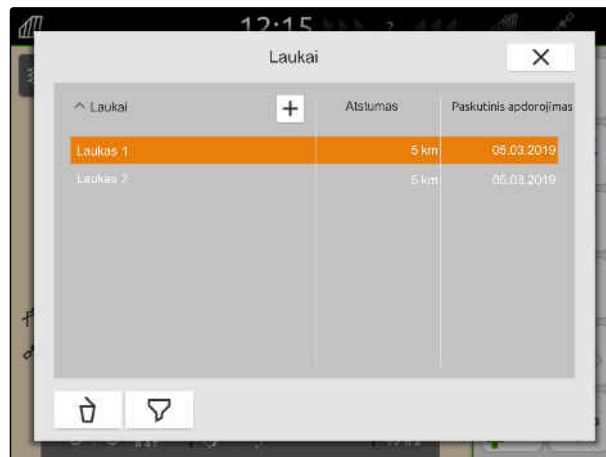 12:15
Laukai
Laukai Atstumas Paskutinis apdorojimas
Laukas 1 5 km 05.03.2019
Laukas 2 5 km 05.03.2019